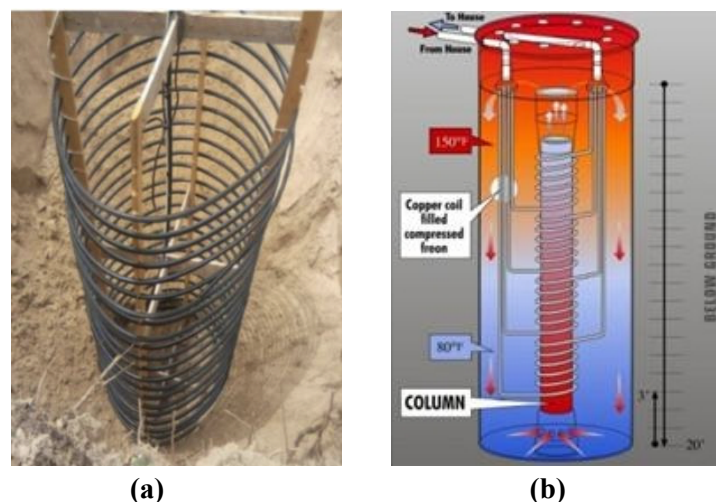 To House
From House
150°F
Copper coil
filled
compressed
freon
BELOW GROUND
80°F
COLUMN
3'
20'
(a)
(b)